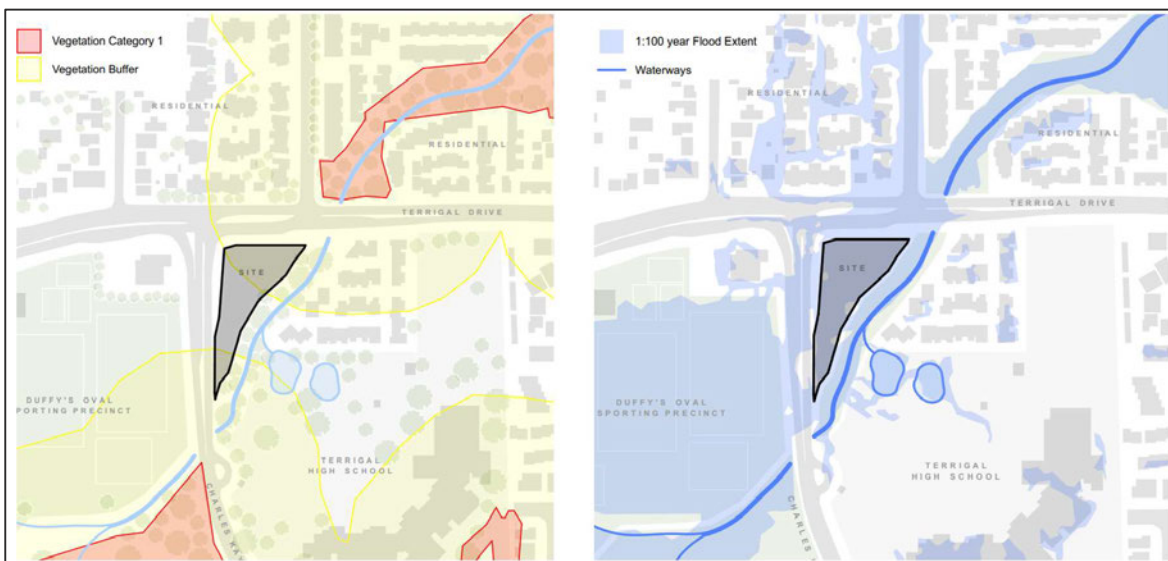 Vegetation Category 1
Vegetation Buffer
RESIDENTIAL
RESIDENTIAL
TERRIGAL DRIVE
SITE
DUFFY'S OVAL
SPORTING PRECINCT
TERRIGAL
HIGH SCHOOL
CHARLES KAY
1:100 year Flood Extent
Waterways
RESIDENTIAL
RESIDENTIAL
TERRIGAL DRIVE
SITE
DUFFY'S OVAL
SPORTING PRECINCT
TERRIGAL
HIGH SCHOOL
CHARLES